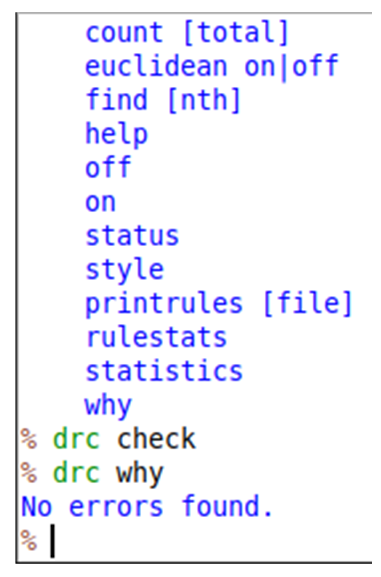 count [total]
euclidean on|off
find [nth]
help
off
on
status
style
printrules [file]
rulestats
statistics
why
% drc check
% drc why
No errors found.
%